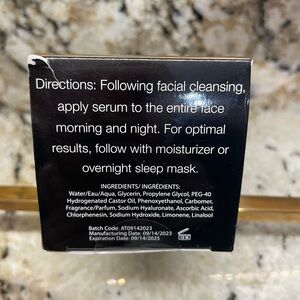 Directions: Following facial cleansing,
apply serum to the entire face
morning and night. For optimal
results, follow with moisturizer or
overnight sleep mask.
INGREDIENTS/ INGRÉDIENTS:
Water/Eau/Aqua, Glycerin, Propylene Glycol, PEG-40
Hydrogenated Castor Oil, Phenoxyethanol, Carbomer,
Fragrance/Parfum, Sodium Hyaluronate, Ascorbic Acid,
Chlorphenesin, Sodium Hydroxide, Limonene, Linalool
Batch Code: AT09142023
Manufacturing Date: 09/14/2023
Expiration Date: 09/14/2025